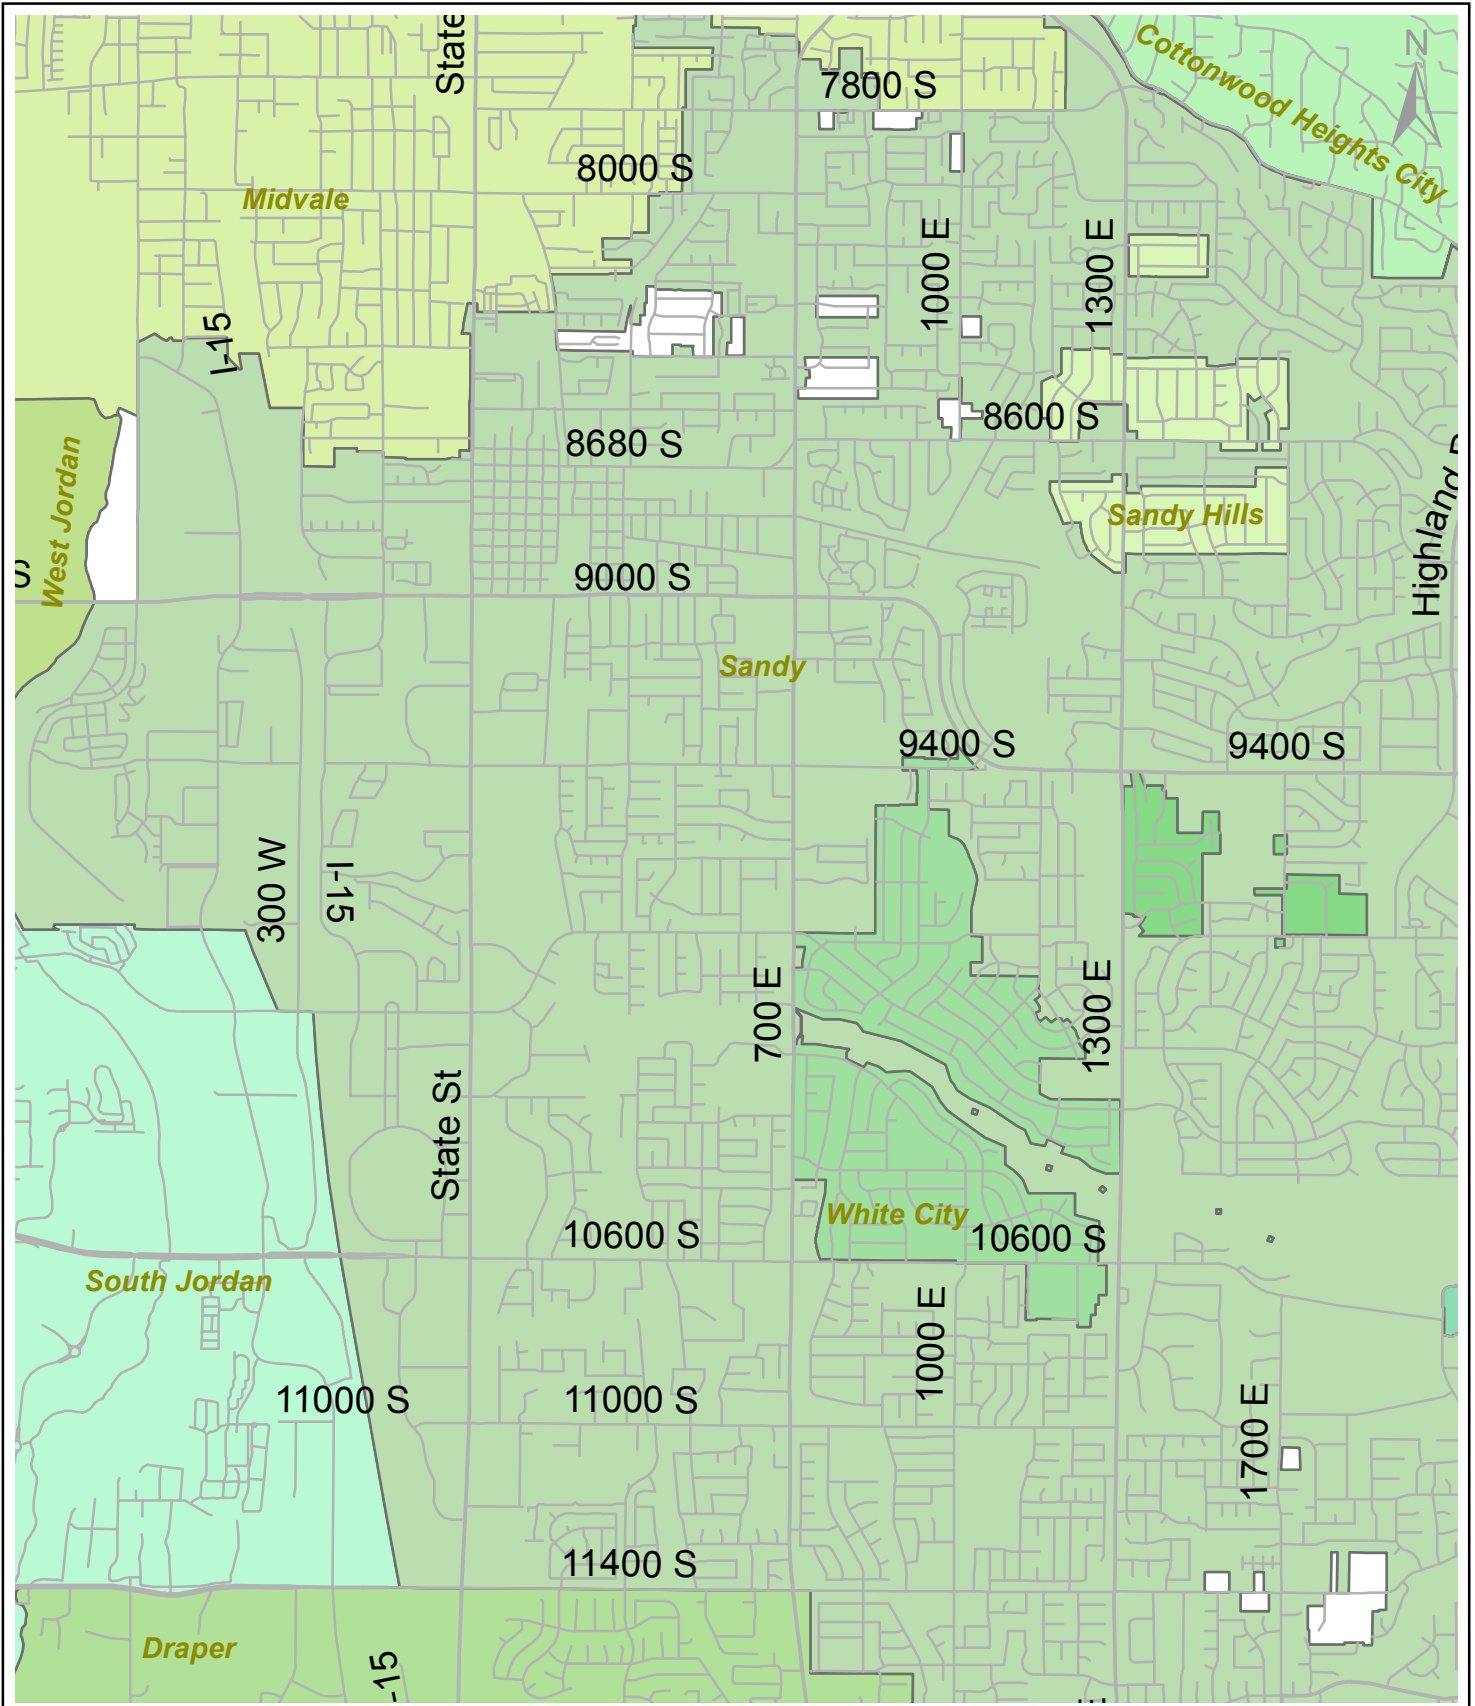 State
N
Cottonwood Heights City
7800 S
8000 S
Midvale
1000 E
1300 E
I-15
8600 S
8680 S
West Jordan
Sandy Hills
Highland
S
9000 S
Sandy
9400 S
9400 S
300 W
I-15
700 E
1300 E
State St
White City
10600 S
10600 S
South Jordan
1000 E
11000 S
11000 S
1700 E
11400 S
Draper
-15